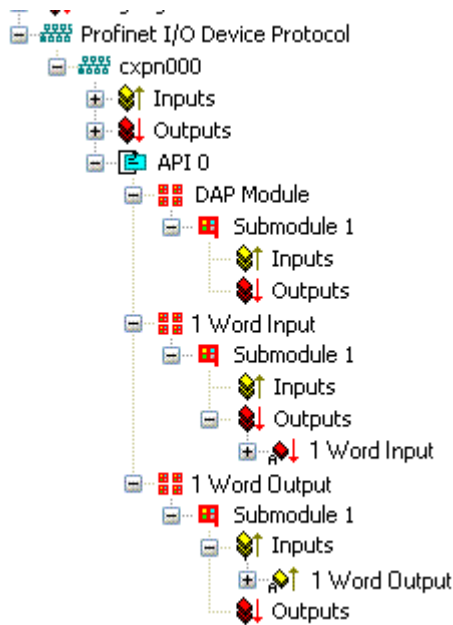 Profinet I/O Device Protocol
cxpn000
Inputs
Outputs
API 0
DAP Module
Submodule 1
Inputs
Outputs
1 Word Input
Submodule 1
Inputs
Outputs
A 1 Word Input
1 Word Output
Submodule 1
Inputs
A 1 Word Output
Outputs